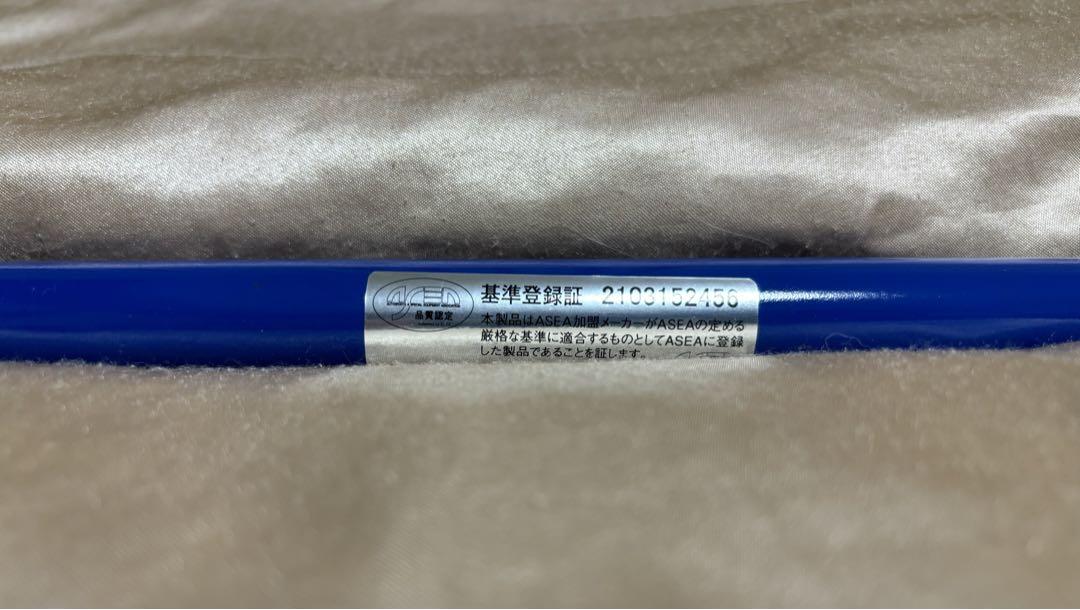 ASEA
品質認定
基準登録証 2103152456
本製品はASEA加盟メーカーがASEAの定める
厳格な基準に適合するものとしてASEAに登録
した製品であることを証します。